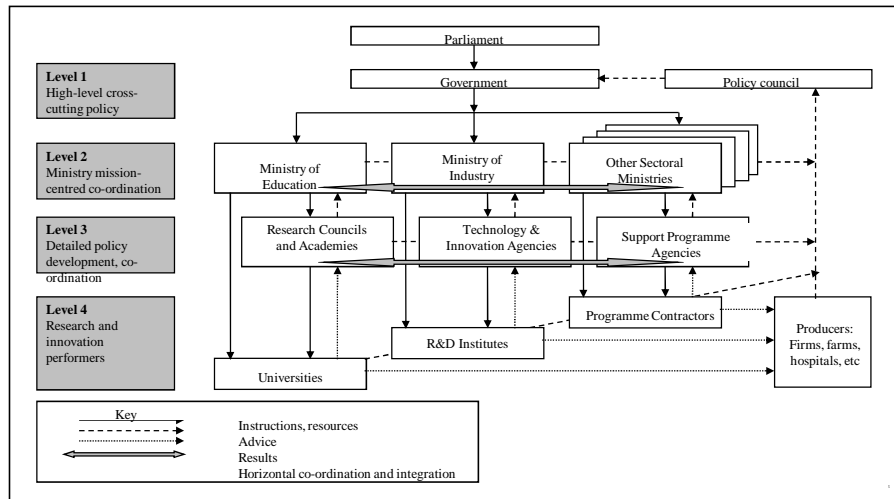 Parliament
Level 1
High-level cross-
cutting policy
Government
Policy council
Level 2
Ministry mission-
centred co-ordination
Ministry of
Education
Ministry of
Industry
Other Sectoral
Ministries
Level 3
Detailed policy
development, co-
ordination
Research Councils
and Academies
Technology &
Innovation Agencies
Support Programme
Agencies
Level 4
Research and
innovation
performers
Programme Contractors
R&D Institutes
Universities
Producers:
Firms, farms,
hospitals, etc
Key
Instructions, resources
Advice
Results
Horizontal co-ordination and integration